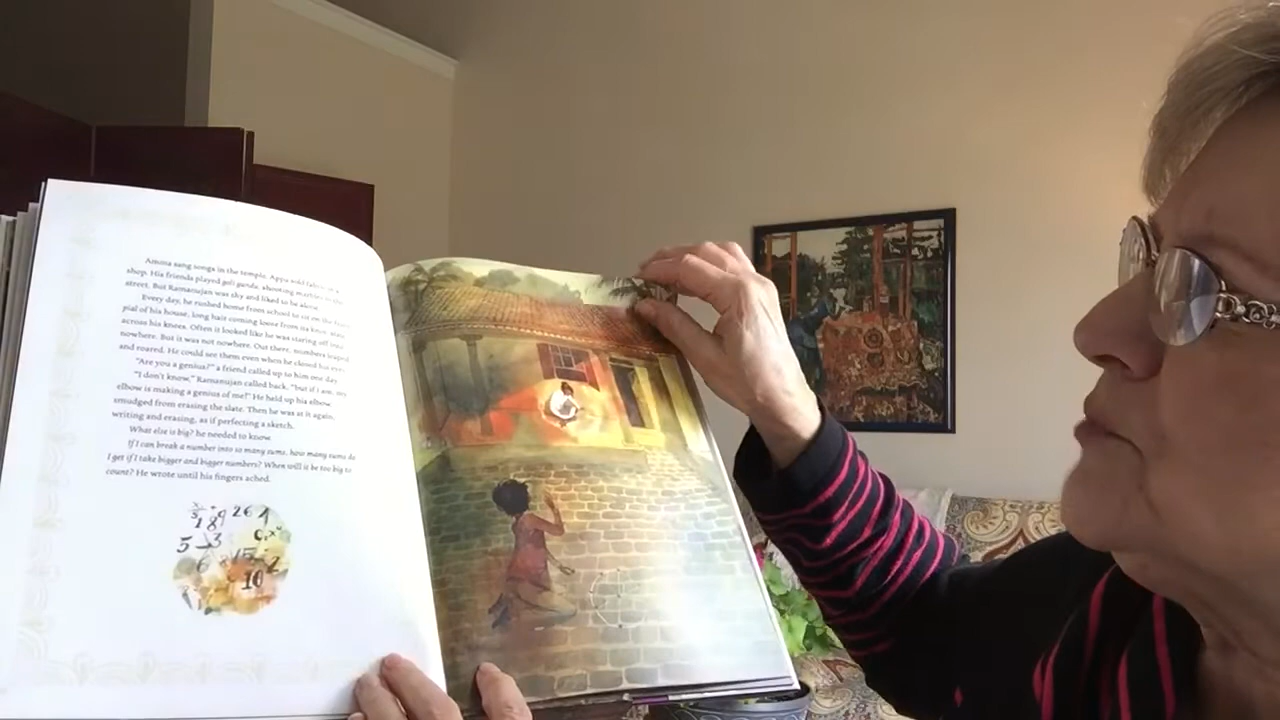 Amma sang songs in the temple. Appa sold fabric in a
shop. His friends played goli gundu, shooting marbles in the
street. But Ramanujan was shy and liked to be alone.
Every day, he rushed home from school to sit on the
pial of his house, long hair coming loose from its knot, slate
across his knees. Often it looked like he was staring off into
nowhere. But it was not nowhere. Out there, numbers leaped
and roared. He could see them even when he closed his eyes.
“Are you a genius?” a friend called up to him one day.
“I don’t know,” Ramanujan called back, “but if I am, my
elbow is making a genius of me!” He held up his elbow,
smudged from erasing the slate. Then he was at it again,
writing and erasing, as if perfecting a sketch.
What else is big? he needed to know.
If I can break a number into so many sums, how many sums do
I get if I take bigger and bigger numbers? When will it be too big to
count? He wrote until his fingers ached.
10